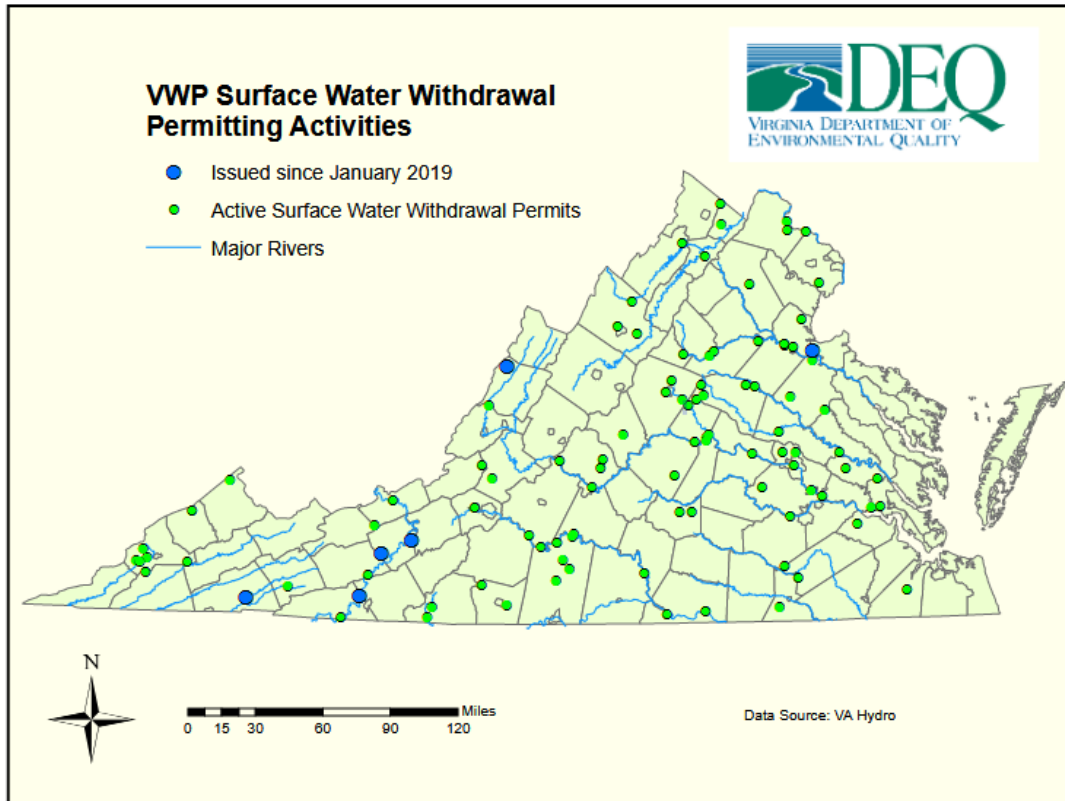 DEQ
VIRGINIA DEPARTMENT OF
ENVIRONMENTAL QUALITY
VWP Surface Water Withdrawal
Permitting Activities
Issued since January 2019
Active Surface Water Withdrawal Permits
Major Rivers
N
Miles
0 15 30 60 90 120
Data Source: VA Hydro